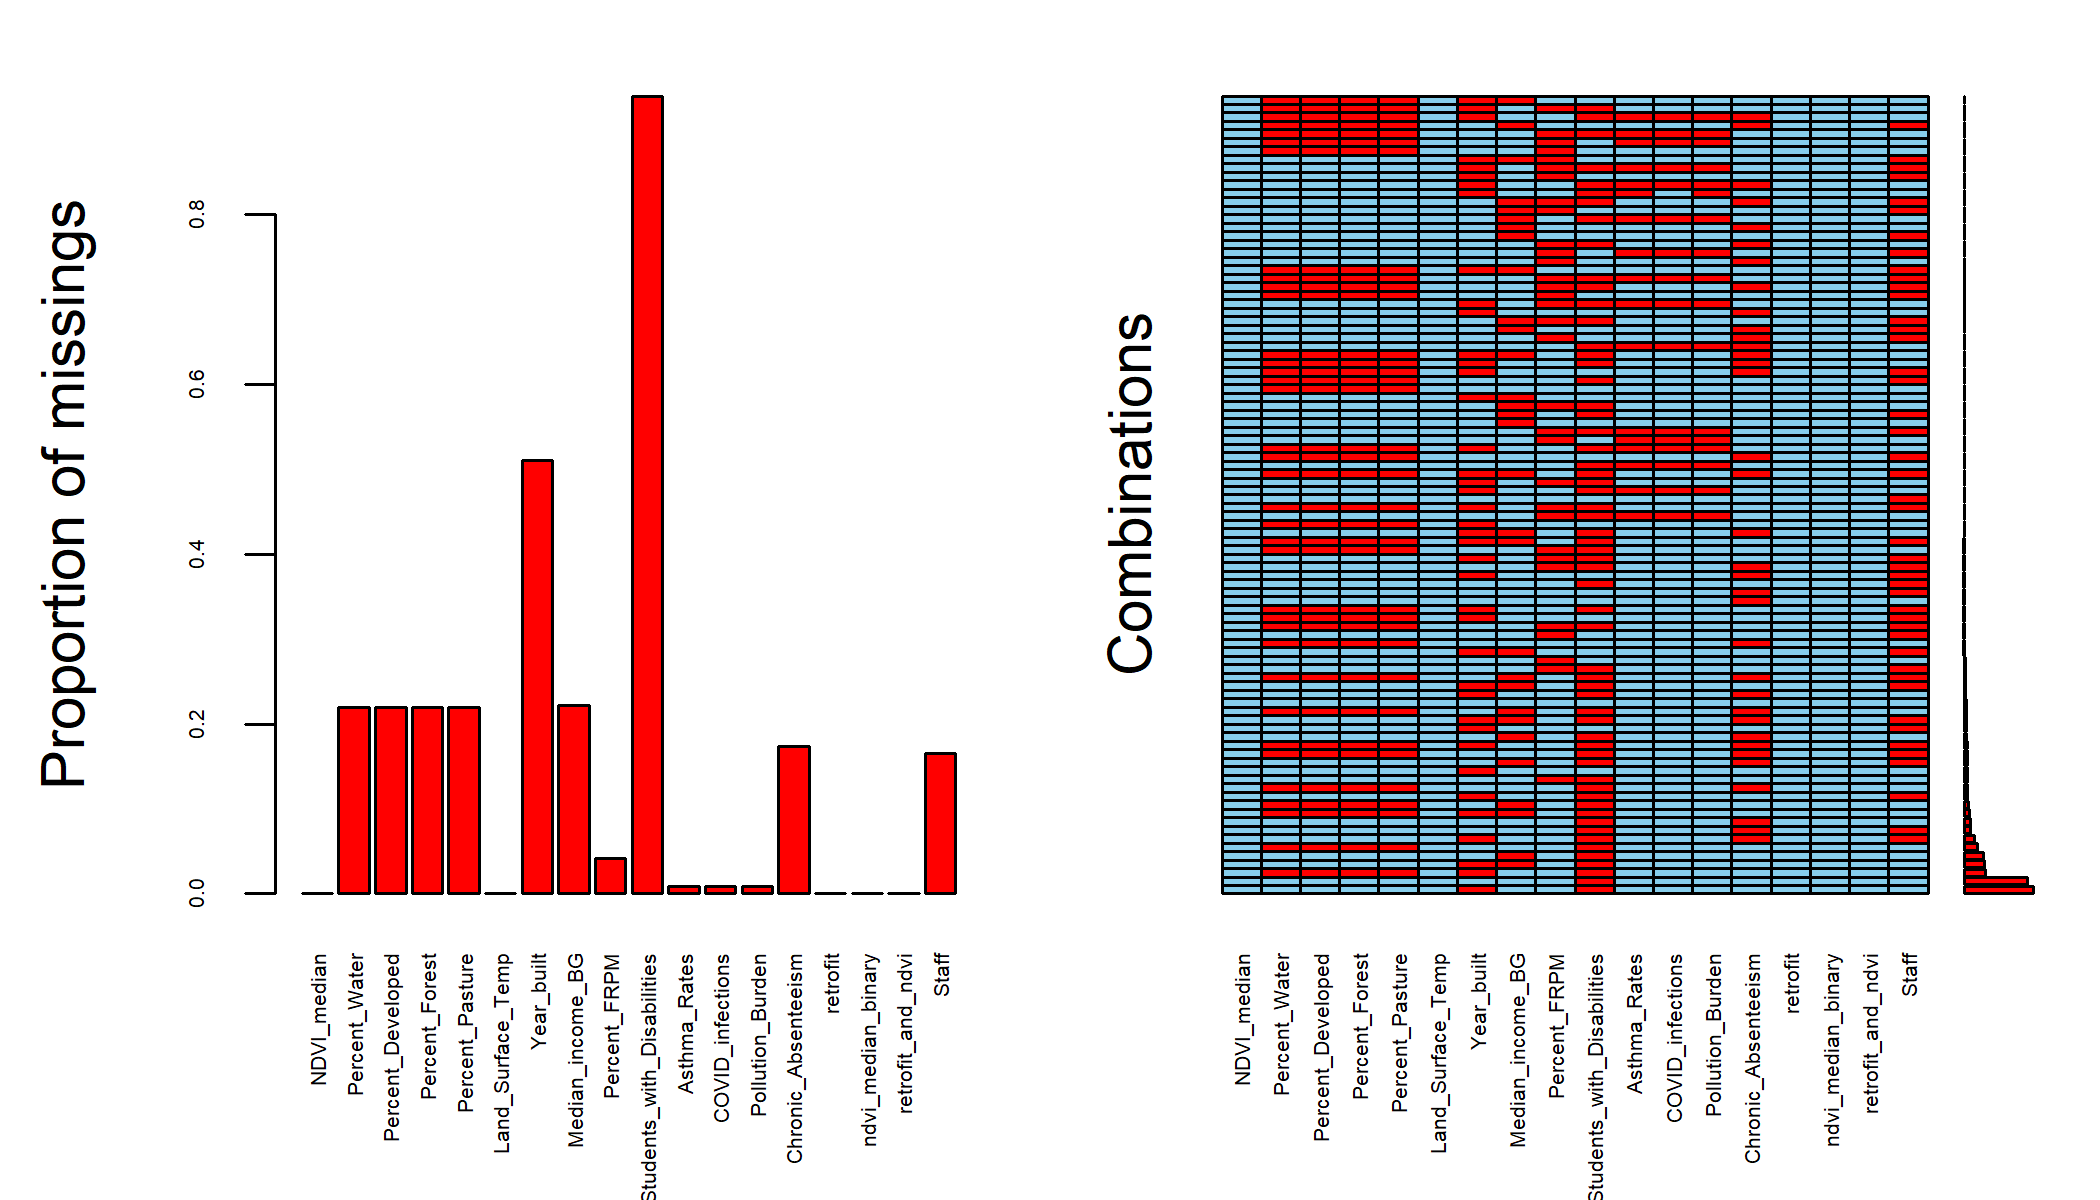 Proportion of missings
0.8
0.6
0.4
0.2
0.0
NDVI_median
Percent_Water
Percent_Developed
Percent_Forest
Percent_Pasture
Land_Surface_Temp
Year_built
Median_income_BG
Percent_FRPM
Students_with_Disabilities
Asthma_Rates
COVID_infections
Pollution_Burden
Chronic_Absenteeism
retrofit
ndvi_median_binary
retrofit_and_ndvi
Staff
Combinations
NDVI_median
Percent_Water
Percent_Developed
Percent_Forest
Percent_Pasture
Land_Surface_Temp
Year_built
Median_income_BG
Percent_FRPM
Students_with_Disabilities
Asthma_Rates
COVID_infections
Pollution_Burden
Chronic_Absenteeism
retrofit
ndvi_median_binary
retrofit_and_ndvi
Staff